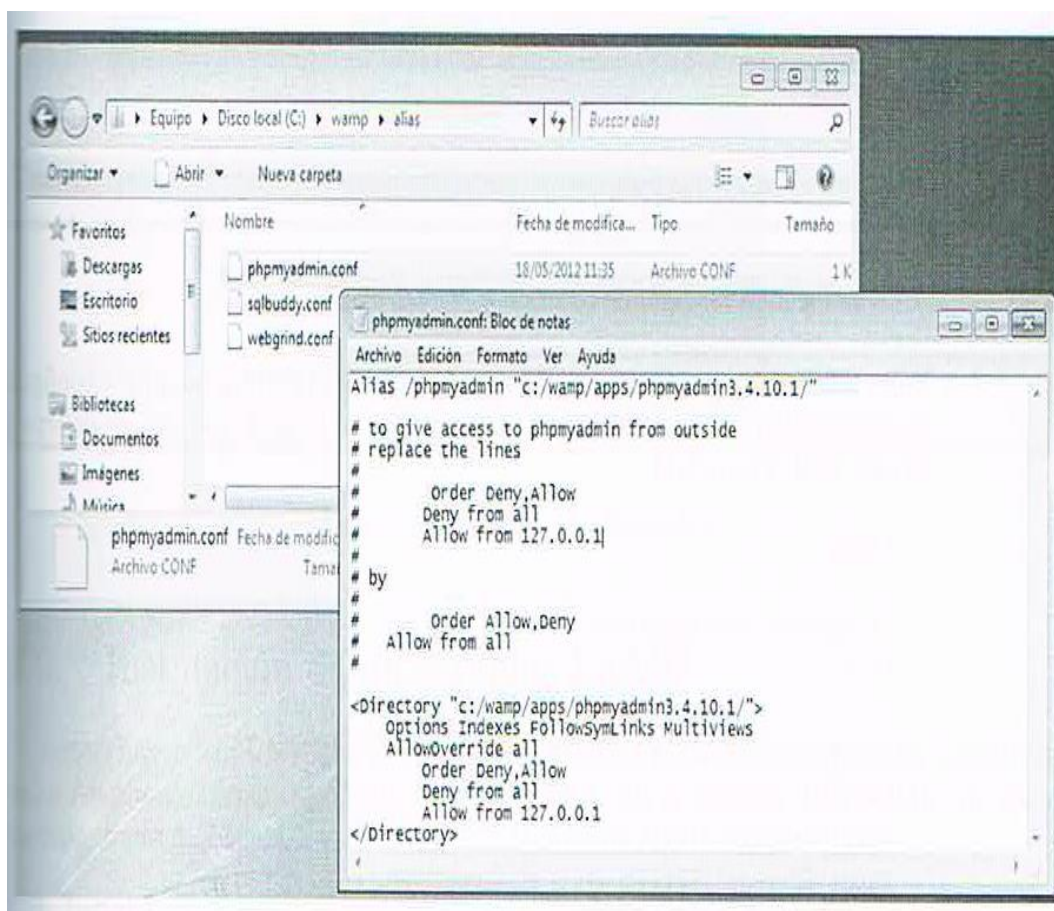 Equipo ▸ Disco local (C:) ▸ wamp ▸ alias
Buscar alias
Organizar
Abrir
Nueva carpeta
Nombre
Fecha de modifica...
Tipo
Tamaño
Favoritos
Descargas
Escritorio
Sitios recientes
Bibliotecas
Documentos
Imágenes
Música
phpmyadmin.conf 18/05/2012 11:35 Archivo CONF 1 K
sqlbuddy.conf
webgrind.conf
phpmyadmin.conf Fecha de modific
Archivo CONF Tama
phpmyadmin.conf: Bloc de notas
Archivo Edición Formato Ver Ayuda
Alias /phpmyadmin "c:/wamp/apps/phpmyadmin3.4.10.1/"
# to give access to phpmyadmin from outside
# replace the lines
#
# Order Deny,Allow
# Deny from all
# Allow from 127.0.0.1
#
# by
#
# Order Allow,Deny
# Allow from all
#
<Directory "c:/wamp/apps/phpmyadmin3.4.10.1/">
Options Indexes FollowSymLinks MultiViews
AllowOverride all
Order Deny,Allow
Deny from all
Allow from 127.0.0.1
</Directory>